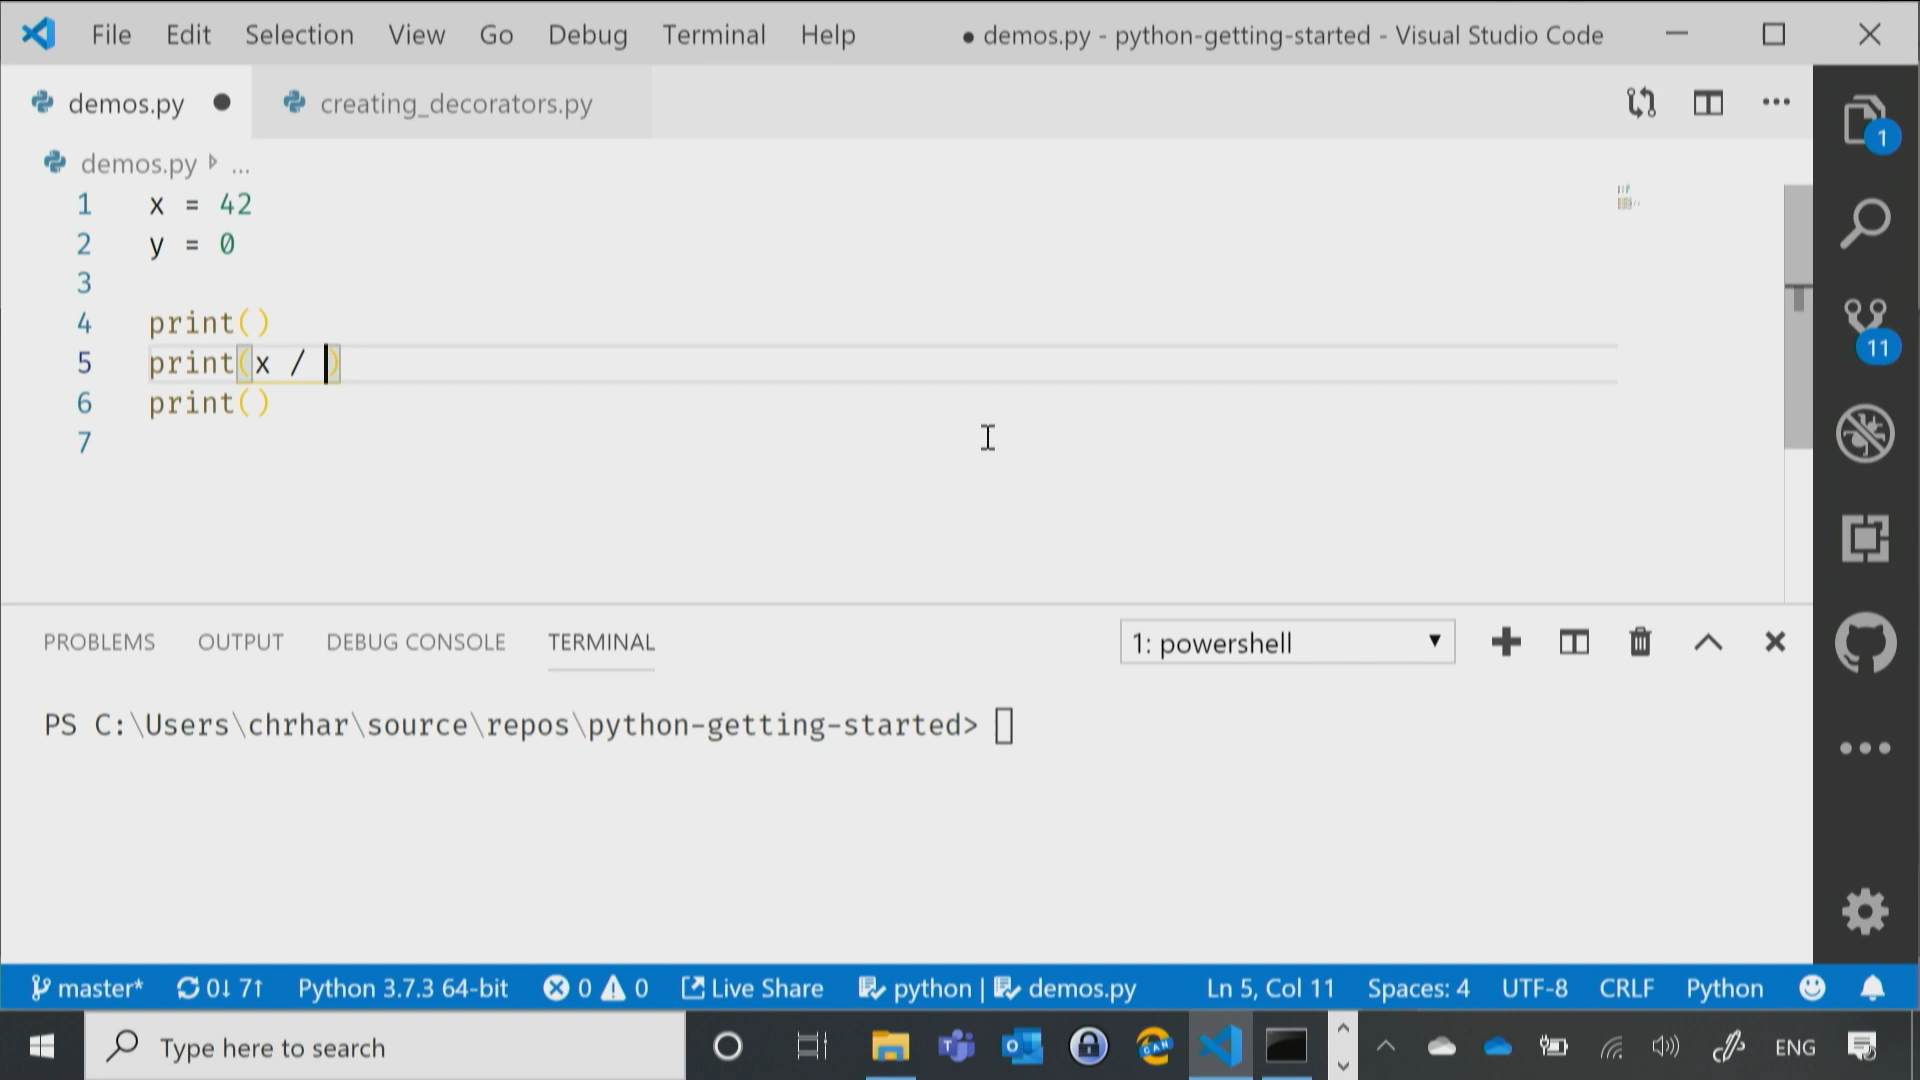 File Edit Selection View Go Debug Terminal Help ● demos.py - python-getting-started - Visual Studio Code
demos.py ● creating_decorators.py
demos.py ...
1 x = 42
2 y = 0
3
4 print()
5 print(x / )
6 print()
7
1
11
PROBLEMS OUTPUT DEBUG CONSOLE TERMINAL 1: powershell
PS C:\Users\chrhar\source\repos\python-getting-started>
master* 0↓ 7↑ Python 3.7.3 64-bit 0 0 Live Share python | demos.py Ln 5, Col 11 Spaces: 4 UTF-8 CRLF Python
Type here to search CAN ENG